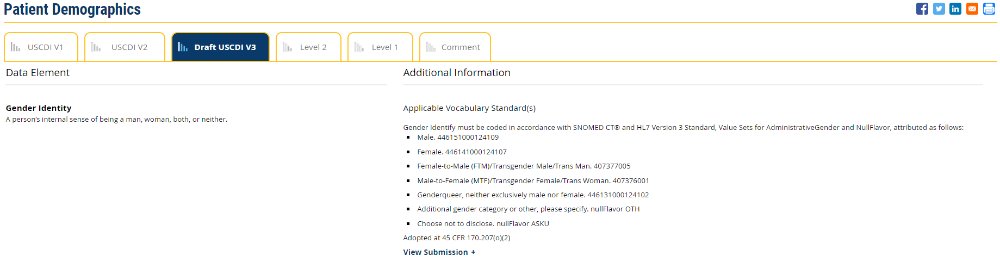 Patient Demographics
USCDI V1
USCDI V2
Draft USCDI V3
Level 2
Level 1
Comment
Data Element
Gender Identity
A person's internal sense of being a man, woman, both, or neither.
Additional Information
Applicable Vocabulary Standard(s)
Gender Identify must be coded in accordance with SNOMED CT® and HL7 Version 3 Standard, Value Sets for AdministrativeGender and NullFlavor, attributed as follows:
Male. 446151000124109
Female. 446141000124107
Female-to-Male (FTM)/Transgender Male/Trans Man. 407377005
Male-to-Female (MTF)/Transgender Female/Trans Woman. 407376001
Genderqueer, neither exclusively male nor female. 446131000124102
Additional gender category or other, please specify. nullFlavor OTH
Choose not to disclose. nullFlavor ASKU
Adopted at 45 CFR 170.207(o)(2)
View Submission +